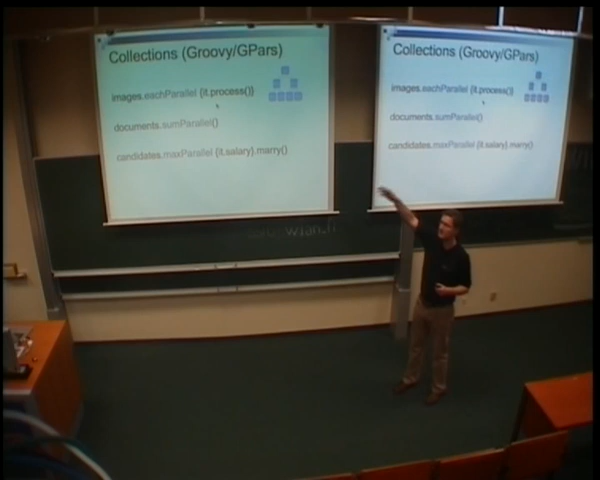 Collections (Groovy/GPars)
images.eachParallel {it.process()}
documents.sumParallel()
candidates.maxParallel {it.salary}.marry()
Collections (Groovy/GPars)
images.eachParallel {it.process()}
documents.sumParallel()
candidates.maxParallel {it.salary}.marry()